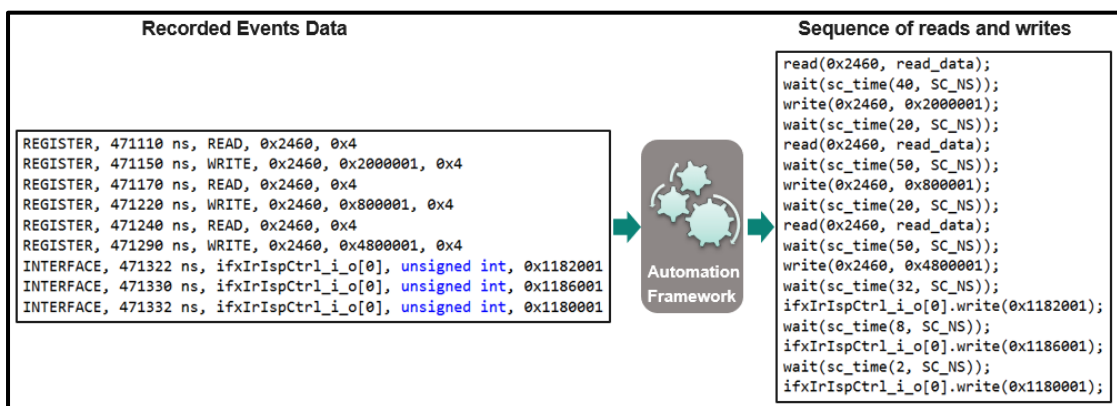 Recorded Events Data
REGISTER, 471110 ns, READ, 0x2460, 0x4
REGISTER, 471150 ns, WRITE, 0x2460, 0x2000001, 0x4
REGISTER, 471170 ns, READ, 0x2460, 0x4
REGISTER, 471220 ns, WRITE, 0x2460, 0x800001, 0x4
REGISTER, 471240 ns, READ, 0x2460, 0x4
REGISTER, 471290 ns, WRITE, 0x2460, 0x4800001, 0x4
INTERFACE, 471322 ns, ifxIrIspCtrl_i_o[0], unsigned int, 0x1182001
INTERFACE, 471330 ns, ifxIrIspCtrl_i_o[0], unsigned int, 0x1186001
INTERFACE, 471332 ns, ifxIrIspCtrl_i_o[0], unsigned int, 0x1180001
Automation
Framework
Sequence of reads and writes
read(0x2460, read_data);
wait(sc_time(40, SC_NS));
write(0x2460, 0x2000001);
wait(sc_time(20, SC_NS));
read(0x2460, read_data);
wait(sc_time(50, SC_NS));
write(0x2460, 0x800001);
wait(sc_time(20, SC_NS));
read(0x2460, read_data);
wait(sc_time(50, SC_NS));
write(0x2460, 0x4800001);
wait(sc_time(32, SC_NS));
ifxIrIspCtrl_i_o[0].write(0x1182001);
wait(sc_time(8, SC_NS));
ifxIrIspCtrl_i_o[0].write(0x1186001);
wait(sc_time(2, SC_NS));
ifxIrIspCtrl_i_o[0].write(0x1180001);